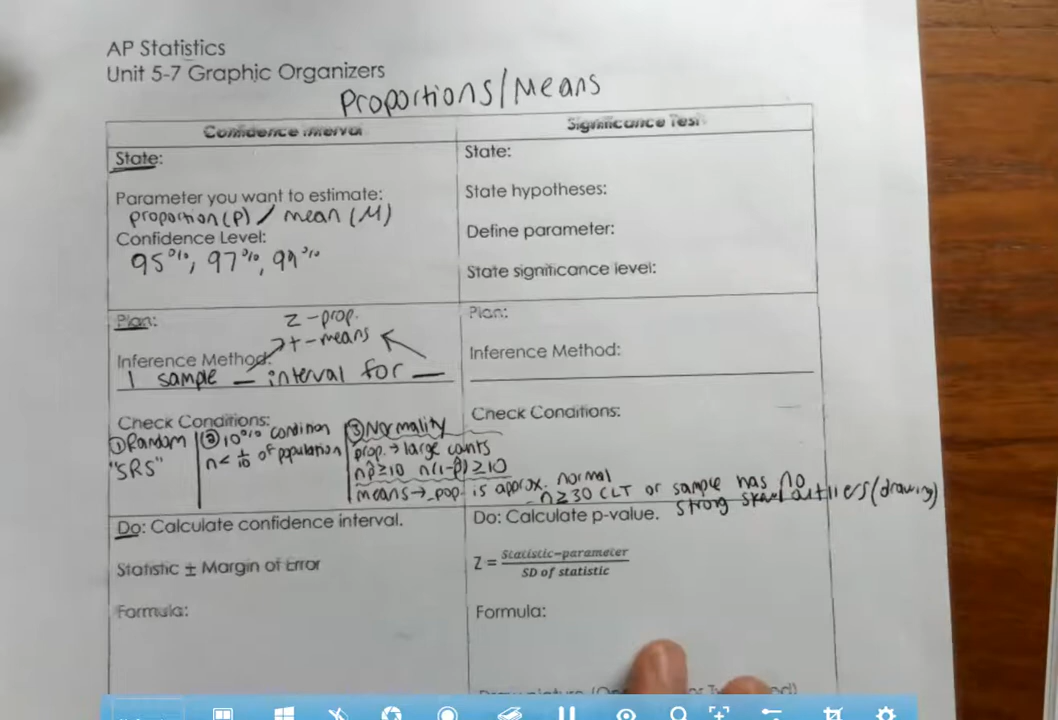 AP Statistics
Unit 5-7 Graphic Organizers
Proportions/Means
Confidence Interval
Significance Test
State:
Parameter you want to estimate:
proportion (p) / mean (μ)
Confidence Level:
95%, 97%, 99%
State:
State hypotheses:
Define parameter:
State significance level:
Plan:
z - prop.
t - means
Inference Method:
1 sample _ interval for _
Check Conditions:
① Random
"SRS"
② 10% condition
n < 1/10 of population
③ Normality
prop. → large counts
np̂ ≥ 10 n(1-p̂) ≥ 10
means → pop. is approx. normal
n ≥ 30 CLT or sample has no
strong skew outliers (drawing)
Plan:
Inference Method:
Check Conditions:
Do: Calculate confidence interval.
Statistic ± Margin of Error
Formula:
Do: Calculate p-value.
Z = Statistic-parameter / SD of statistic
Formula: